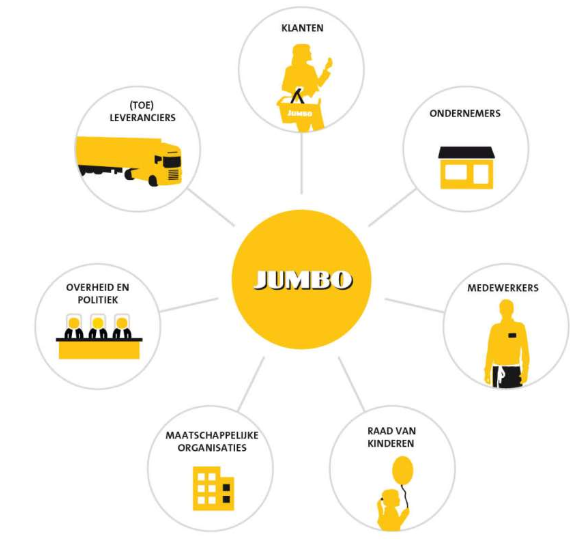 KLANTEN
JUMBO
(TOE)
LEVERANCIERS
ONDERNEMERS
JUMBO
OVERHEID EN
POLITIEK
MEDEWERKERS
MAATSCHAPPELIJKE
ORGANISATIES
RAAD VAN
KINDEREN